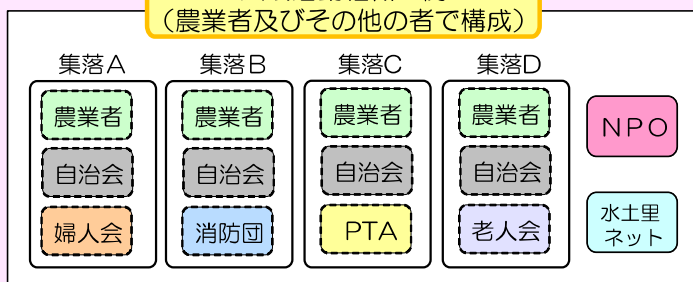 （農業者及びその他の者で構成）
集落A
集落B
集落C
集落D
農業者
農業者
農業者
農業者
自治会
自治会
自治会
自治会
婦人会
消防団
PTA
老人会
ＮＰＯ
水土里
ネット